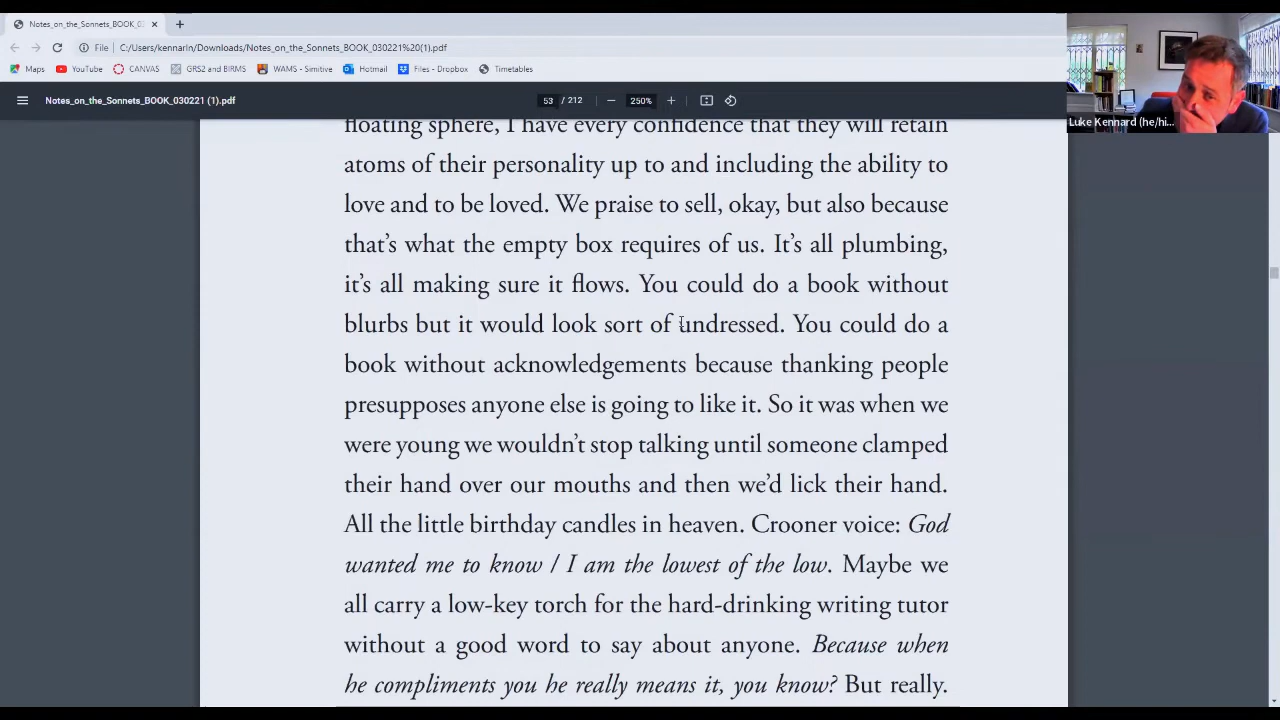 Notes_on_the_Sonnets_BOOK_03
File C:/Users/kennarln/Downloads/Notes_on_the_Sonnets_BOOK_030221%20(1).pdf
Maps YouTube CANVAS GRS2 and BIRMS WAMS - Simitive Hotmail Files - Dropbox Timetables
Notes_on_the_Sonnets_BOOK_030221 (1).pdf 53 / 212 250%
Luke Kennard (he/hi...
floating sphere, I have every confidence that they will retain
atoms of their personality up to and including the ability to
love and to be loved. We praise to sell, okay, but also because
that’s what the empty box requires of us. It’s all plumbing,
it’s all making sure it flows. You could do a book without
blurbs but it would look sort of undressed. You could do a
book without acknowledgements because thanking people
presupposes anyone else is going to like it. So it was when we
were young we wouldn’t stop talking until someone clamped
their hand over our mouths and then we’d lick their hand.
All the little birthday candles in heaven. Crooner voice: God
wanted me to know / I am the lowest of the low. Maybe we
all carry a low-key torch for the hard-drinking writing tutor
without a good word to say about anyone. Because when
he compliments you he really means it, you know? But really.